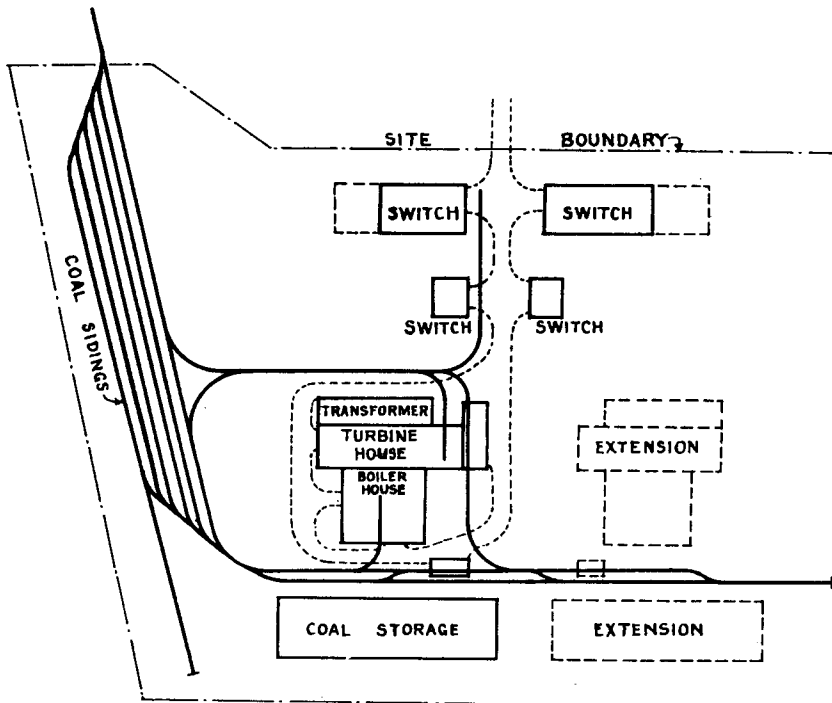 SITE BOUNDARY
SWITCH SWITCH
SWITCH SWITCH
COAL SIDINGS
TRANSFORMER
TURBINE
HOUSE
EXTENSION
BOILER
HOUSE
COAL STORAGE
EXTENSION